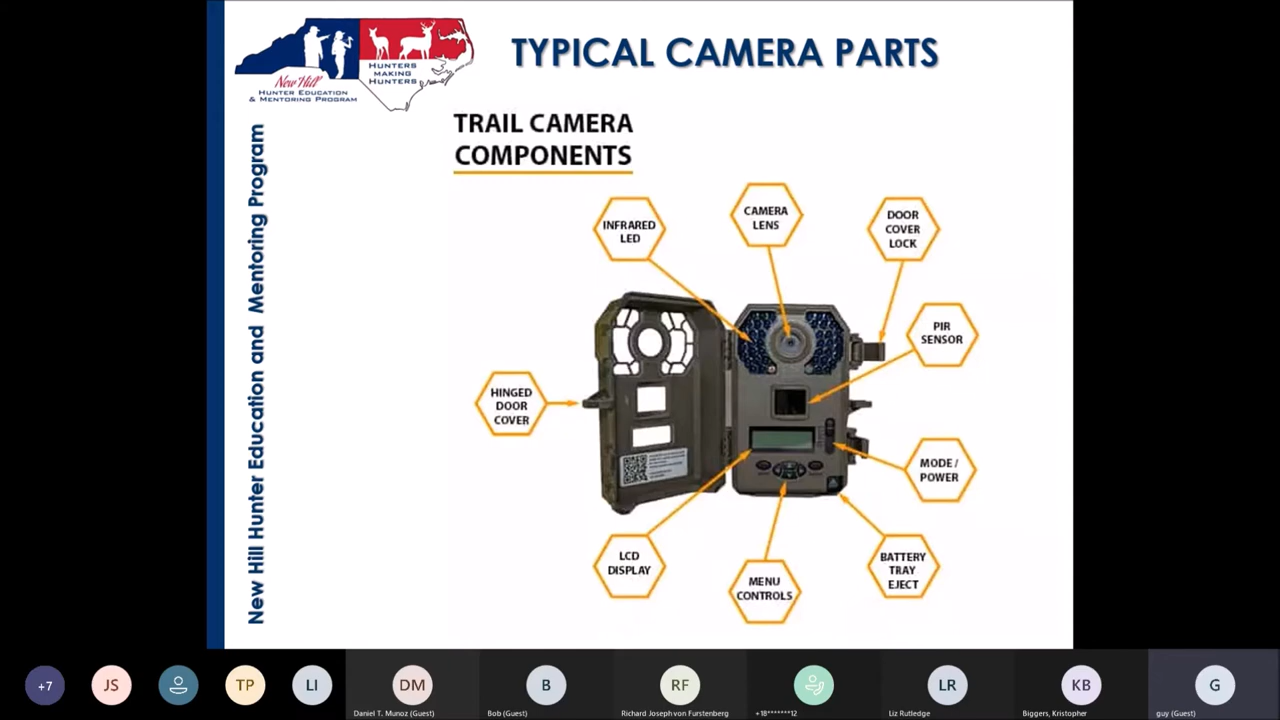 TYPICAL CAMERA PARTS
HUNTERS
MAKING
HUNTERS
New Hill
HUNTER EDUCATION
& MENTORING PROGRAM
New Hill Hunter Education and Mentoring Program
TRAIL CAMERA
COMPONENTS
INFRARED
LED
CAMERA
LENS
DOOR
COVER
LOCK
PIR
SENSOR
HINGED
DOOR
COVER
MODE /
POWER
LCD
DISPLAY
MENU
CONTROLS
BATTERY
TRAY
EJECT
+7
JS
TP
LI
DM
B
RF
LR
KB
G
Daniel T. Munoz (Guest)
Bob (Guest)
Richard Joseph von Furstenberg
+18*******12
Liz Rutledge
Biggers, Kristopher
guy (Guest)